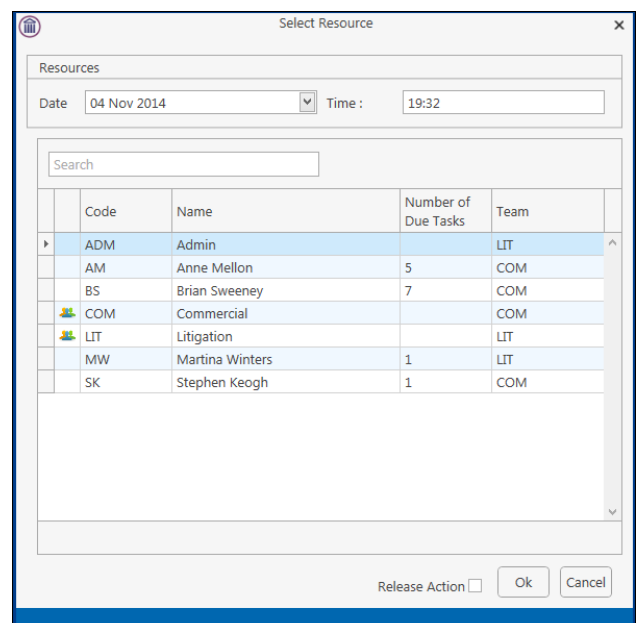 Select Resource
Resources
Date 04 Nov 2014 Time : 19:32
Search
Code Name Number of Due Tasks Team
ADM Admin LIT
AM Anne Mellon 5 COM
BS Brian Sweeney 7 COM
COM Commercial COM
LIT Litigation LIT
MW Martina Winters 1 LIT
SK Stephen Keogh 1 COM
Release Action Ok Cancel